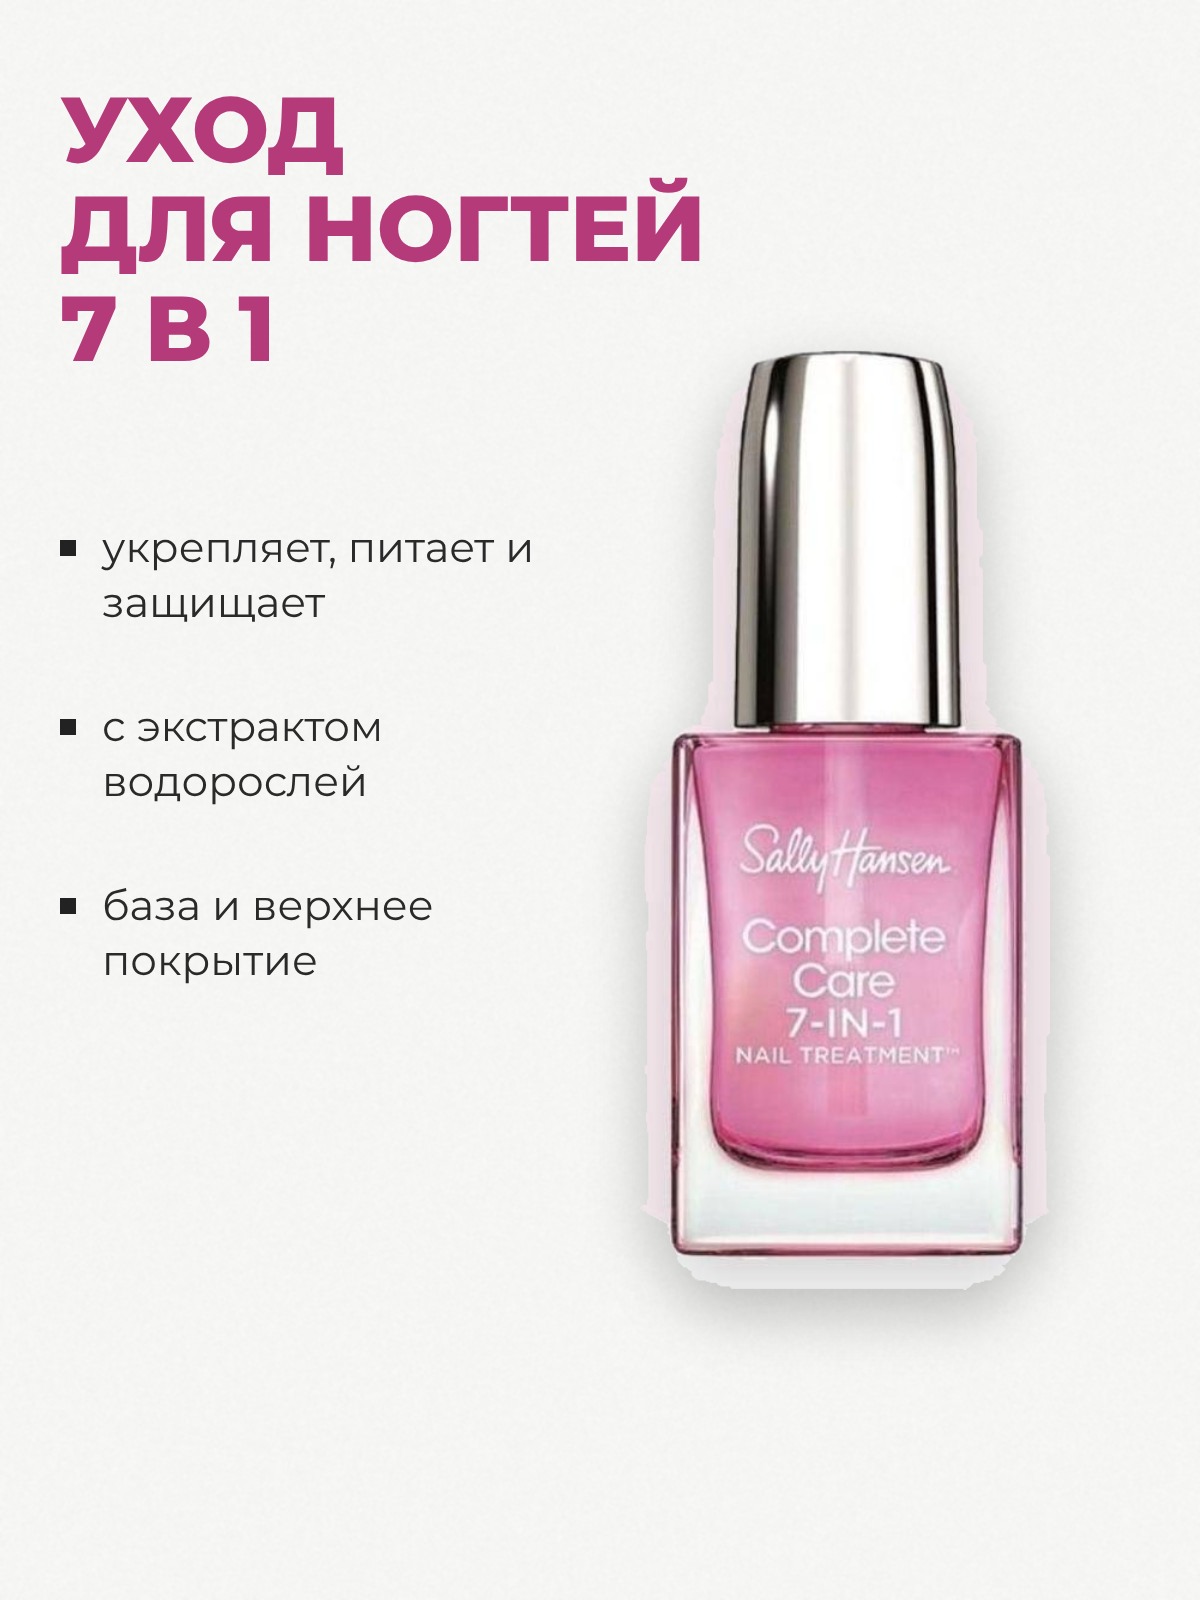 УХОД
ДЛЯ НОГТЕЙ
7 В 1
укрепляет, питает и
защищает
с экстрактом
водорослей
база и верхнее
покрытие
Sally Hansen
Complete
Care
7-IN-1
NAIL TREATMENT™